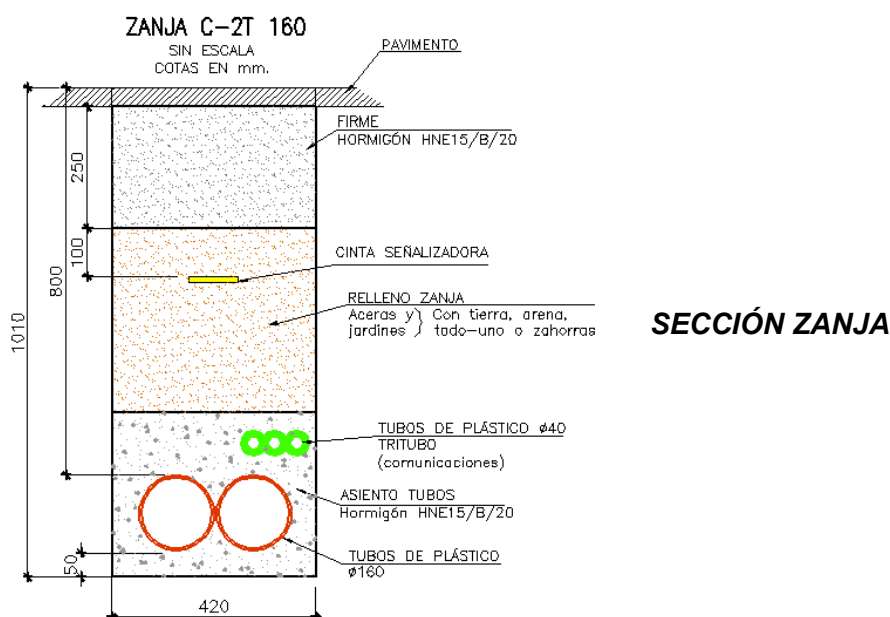 ZANJA C-2T 160
SIN ESCALA
COTAS EN mm.
PAVIMENTO
FIRME
HORMIGÓN HNE15/B/20
250
100
CINTA SEÑALIZADORA
800
1010
RELLENO ZANJA
Aceras y } Con tierra, arena,
jardines } todo-uno o zahorras
SECCIÓN ZANJA
TUBOS DE PLÁSTICO ø40
TRITUBO
(comunicaciones)
ASIENTO TUBOS
Hormigón HNE15/B/20
TUBOS DE PLÁSTICO
ø160
50
420